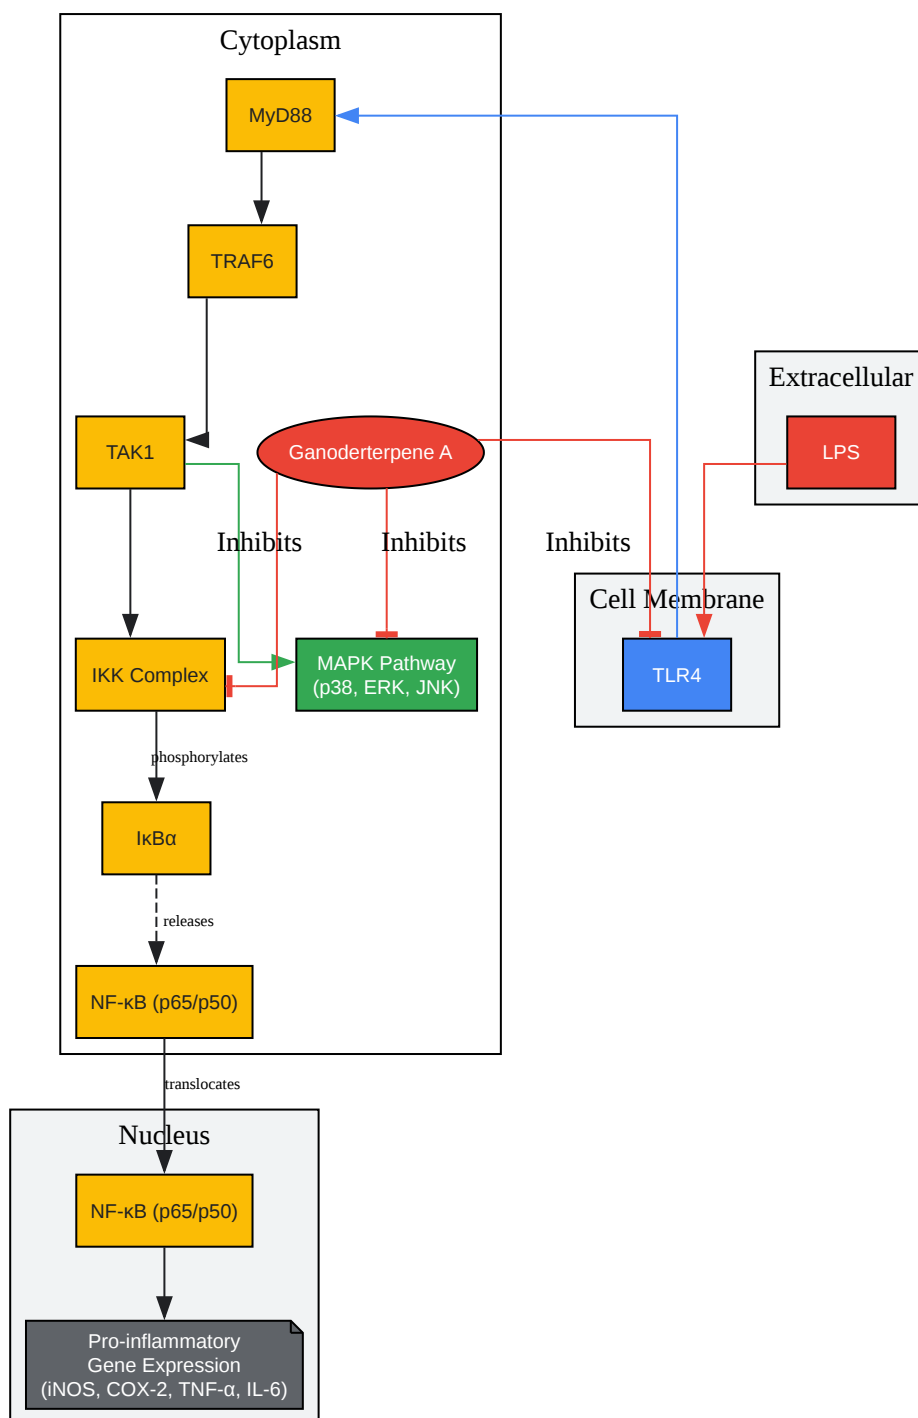 Cytoplasm
MyD88
TRAF6
Extracellular
TAK1
Ganoderterpene A
LPS
Inhibits
Inhibits
Inhibits
Cell Membrane
IKK Complex
MAPK Pathway
(p38, ERK, JNK)
TLR4
phosphorylates
IκBα
releases
NF-κB (p65/p50)
translocates
Nucleus
NF-κB (p65/p50)
Pro-inflammatory
Gene Expression
(iNOS, COX-2, TNF-α, IL-6)